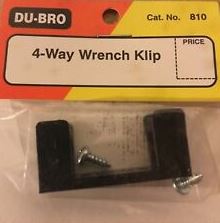 DU-BRO Cat. No. 810
4-Way Wrench Klip
PRICE